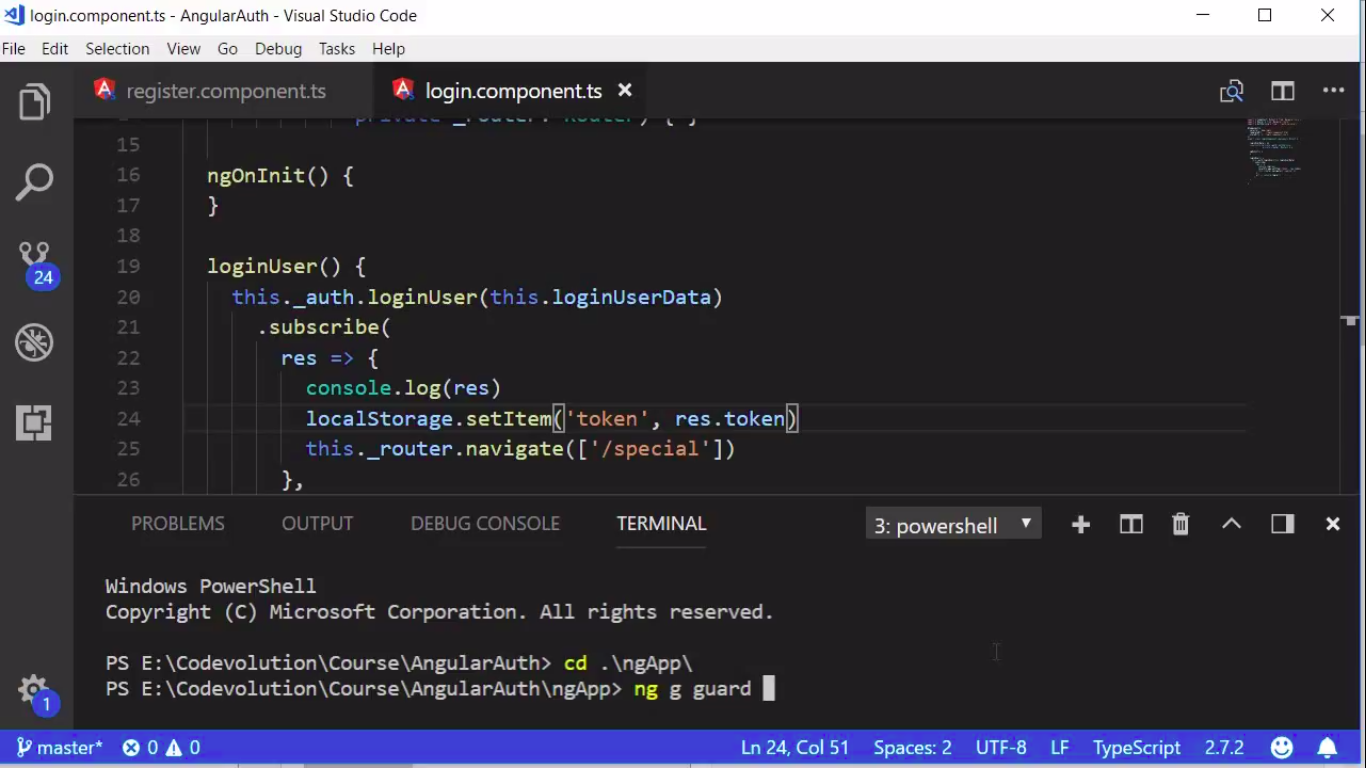 login.component.ts - AngularAuth - Visual Studio Code
File Edit Selection View Go Debug Tasks Help
register.component.ts login.component.ts
private _router: Router) { }
15
16 ngOnInit() {
17 }
18
19 loginUser() {
20 this._auth.loginUser(this.loginUserData)
21 .subscribe(
22 res => {
23 console.log(res)
24 localStorage.setItem('token', res.token)
25 this._router.navigate(['/special'])
26 },
24
PROBLEMS OUTPUT DEBUG CONSOLE TERMINAL 3: powershell
Windows PowerShell
Copyright (C) Microsoft Corporation. All rights reserved.
PS E:\Codevolution\Course\AngularAuth> cd .\ngApp\
PS E:\Codevolution\Course\AngularAuth\ngApp> ng g guard
1
master* 0 0 Ln 24, Col 51 Spaces: 2 UTF-8 LF TypeScript 2.7.2